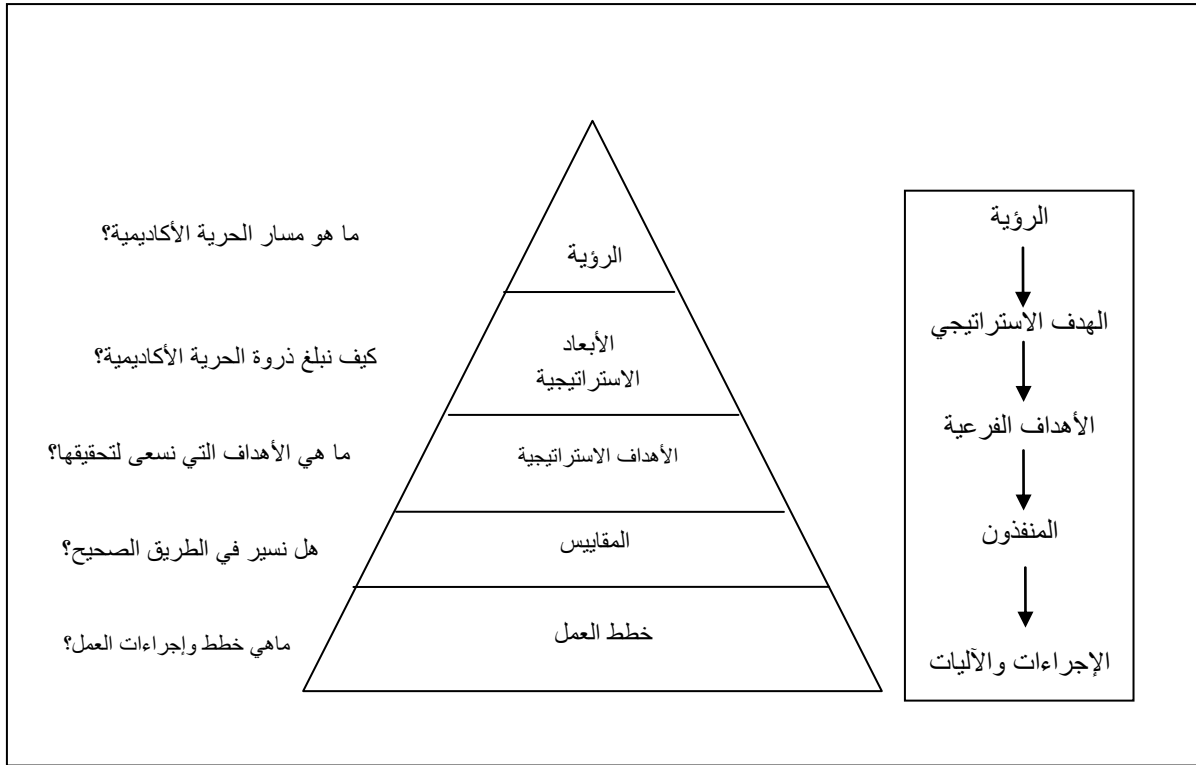 الرؤية
الهدف الاستراتيجي
الأهداف الفرعية
المنفذون
الإجراءات والآليات
الرؤية
الأبعاد
الاستراتيجية
الأهداف الاستراتيجية
المقاييس
خطط العمل
ما هو مسار الحرية الأكاديمية؟
كيف نبلغ ذروة الحرية الأكاديمية؟
ما هي الأهداف التي نسعى لتحقيقها؟
هل نسير في الطريق الصحيح؟
ماهي خطط وإجراءات العمل؟